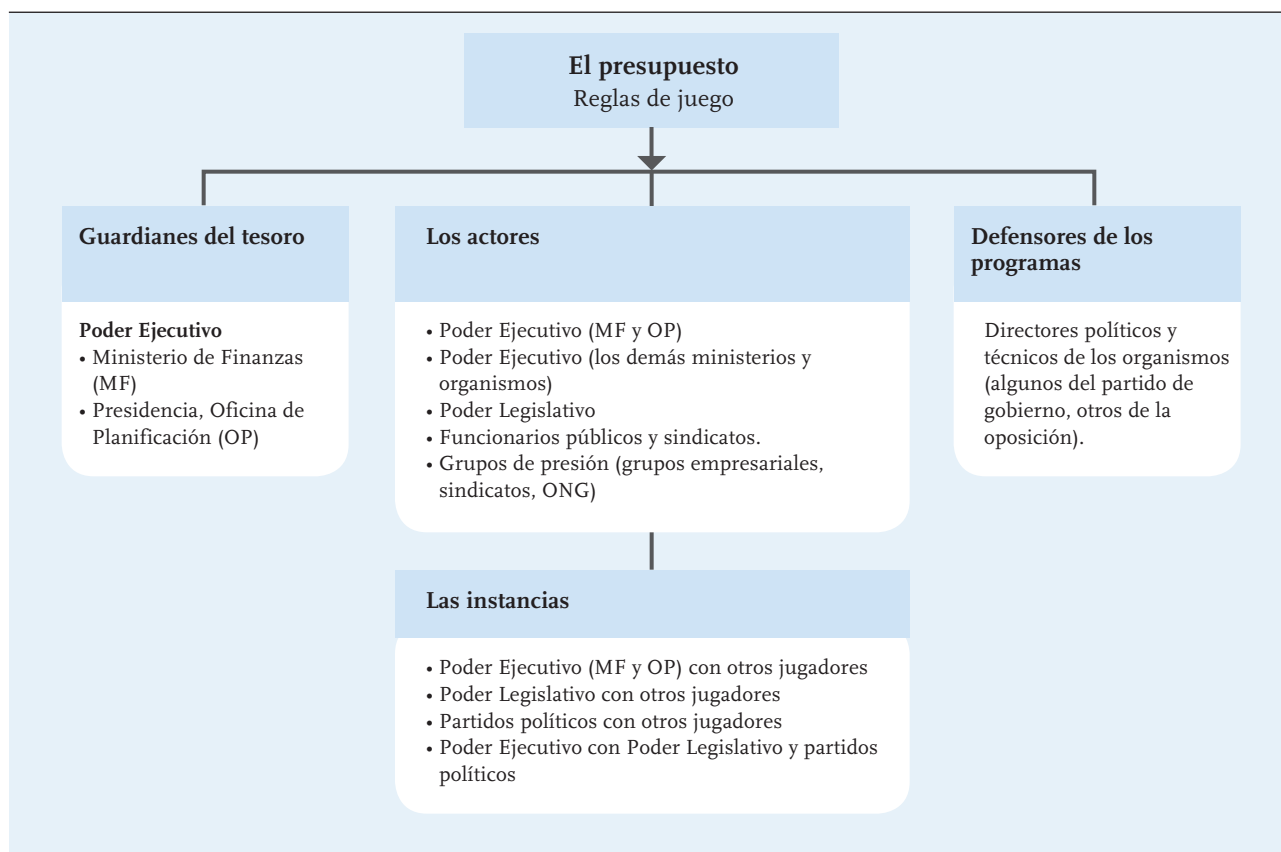 El presupuesto
Reglas de juego
Guardianes del tesoro
Poder Ejecutivo
• Ministerio de Finanzas
(MF)
• Presidencia, Oficina de
Planificación (OP)
Los actores
• Poder Ejecutivo (MF y OP)
• Poder Ejecutivo (los demás ministerios y
organismos)
• Poder Legislativo
• Funcionarios públicos y sindicatos.
• Grupos de presión (grupos empresariales,
sindicatos, ONG)
Defensores de los
programas
Directores políticos y
técnicos de los organismos
(algunos del partido de
gobierno, otros de la
oposición).
Las instancias
• Poder Ejecutivo (MF y OP) con otros jugadores
• Poder Legislativo con otros jugadores
• Partidos políticos con otros jugadores
• Poder Ejecutivo con Poder Legislativo y partidos
políticos